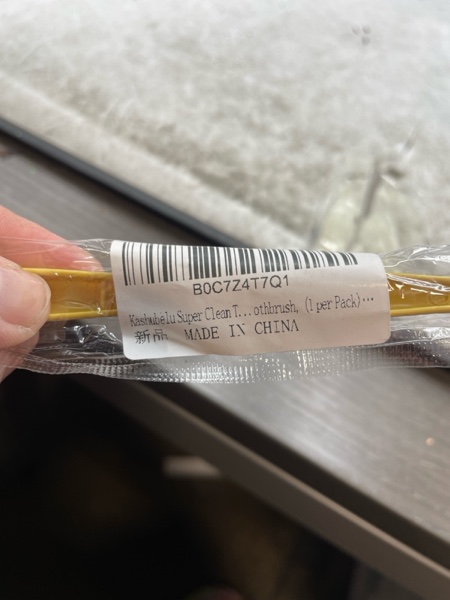 B0C7Z4T7Q1
Kashubelu Super Clean T...othbrush, (1 per Pack)...
新品 MADE IN CHINA